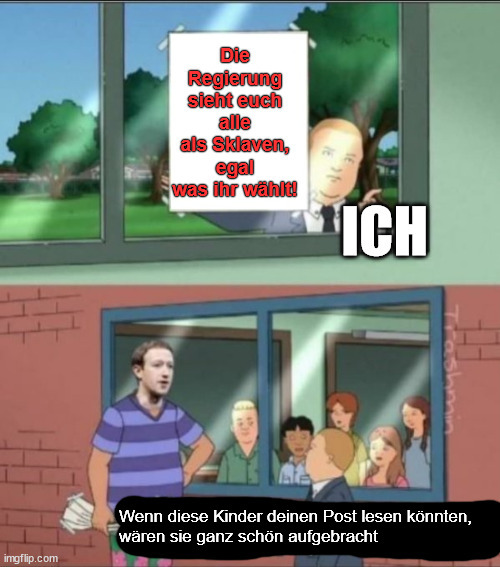 Die
Regierung
sieht euch
alle
als Sklaven,
egal
was ihr wählt!
ICH
Trashmin
Wenn diese Kinder deinen Post lesen könnten,
wären sie ganz schön aufgebracht
imgflip.com